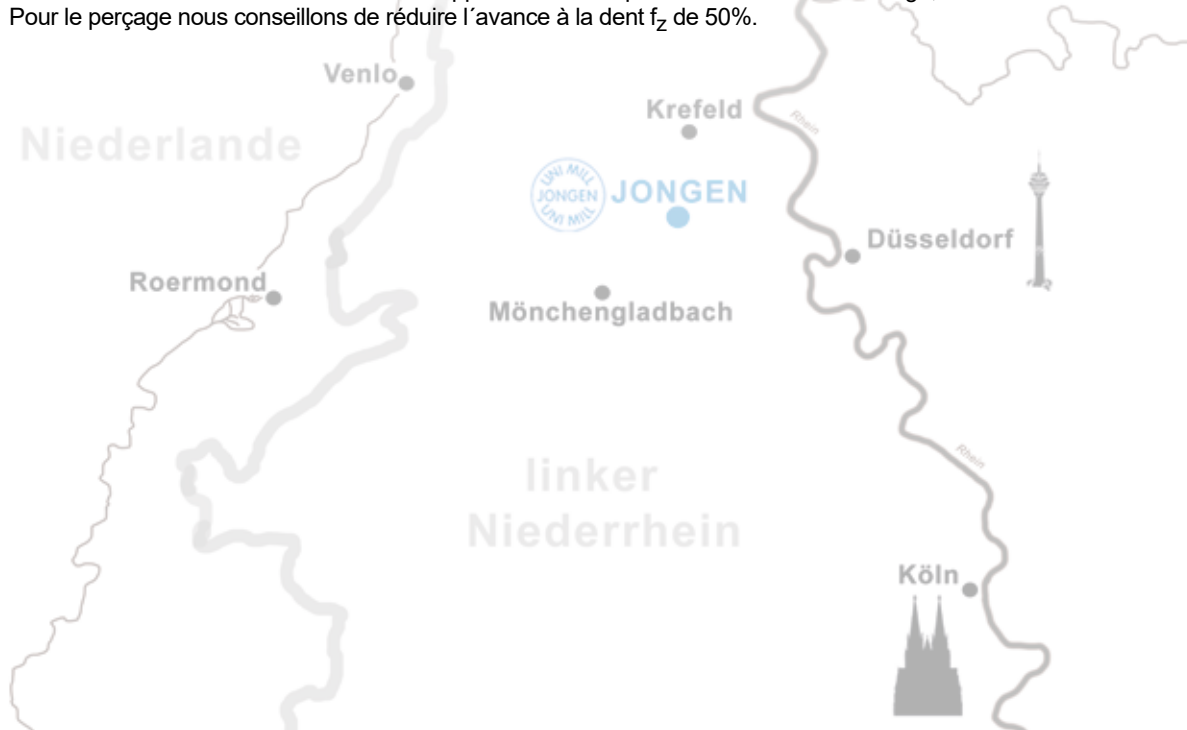 Pour le perçage nous conseillons de réduire l´avance à la dent fz de 50%.
Venlo
Krefeld
Rhein
Niederlande
UNI MILL
JONGEN
UNI MILL
JONGEN
Düsseldorf
Roermond
Mönchengladbach
Rhein
linker
Niederrhein
Köln